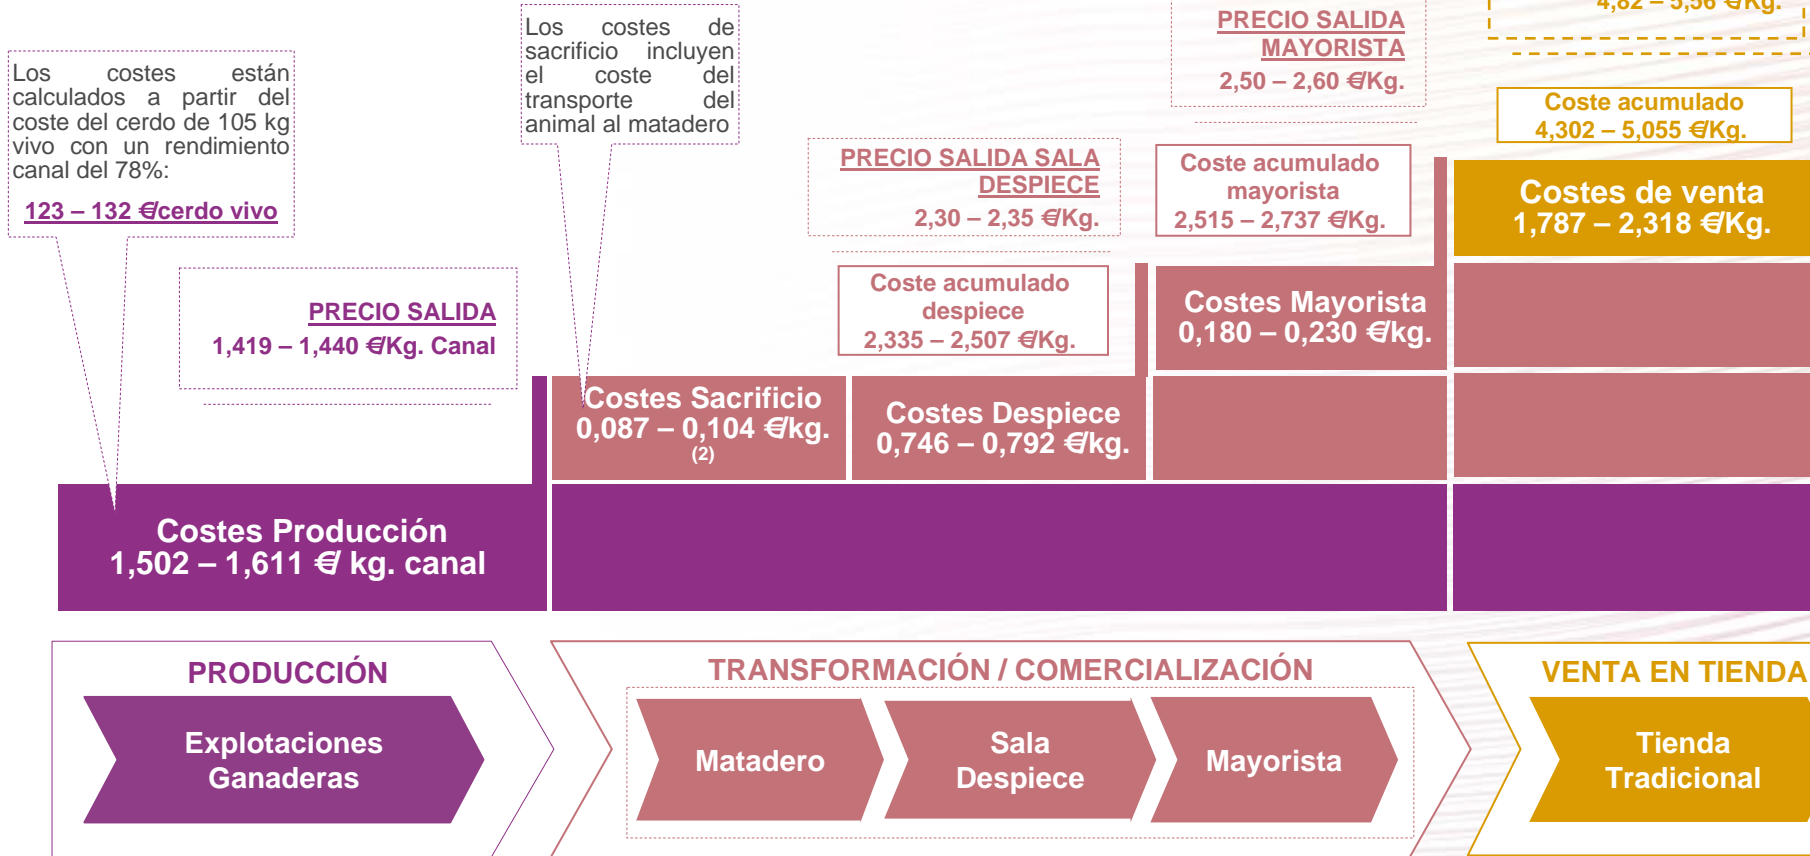 Los costes están
calculados a partir del
coste del cerdo de 105 kg
vivo con un rendimiento
canal del 78%:
123 – 132 €/cerdo vivo
Los costes de
sacrificio incluyen
el coste del
transporte del
animal al matadero
PRECIO SALIDA
1,419 – 1,440 €/Kg. Canal
PRECIO SALIDA SALA
DESPIECE
2,30 – 2,35 €/Kg.
Coste acumulado
despiece
2,335 – 2,507 €/Kg.
PRECIO SALIDA
MAYORISTA
2,50 – 2,60 €/Kg.
Coste acumulado
mayorista
2,515 – 2,737 €/Kg.
4,82 – 5,56 €/Kg.
Coste acumulado
4,302 – 5,055 €/Kg.
Costes de venta
1,787 – 2,318 €/Kg.
Costes Mayorista
0,180 – 0,230 €/kg.
Costes Sacrificio
0,087 – 0,104 €/kg.
(2)
Costes Despiece
0,746 – 0,792 €/kg.
Costes Producción
1,502 – 1,611 €/ kg. canal
PRODUCCIÓN
Explotaciones
Ganaderas
TRANSFORMACIÓN / COMERCIALIZACIÓN
Matadero
Sala
Despiece
Mayorista
VENTA EN TIENDA
Tienda
Tradicional